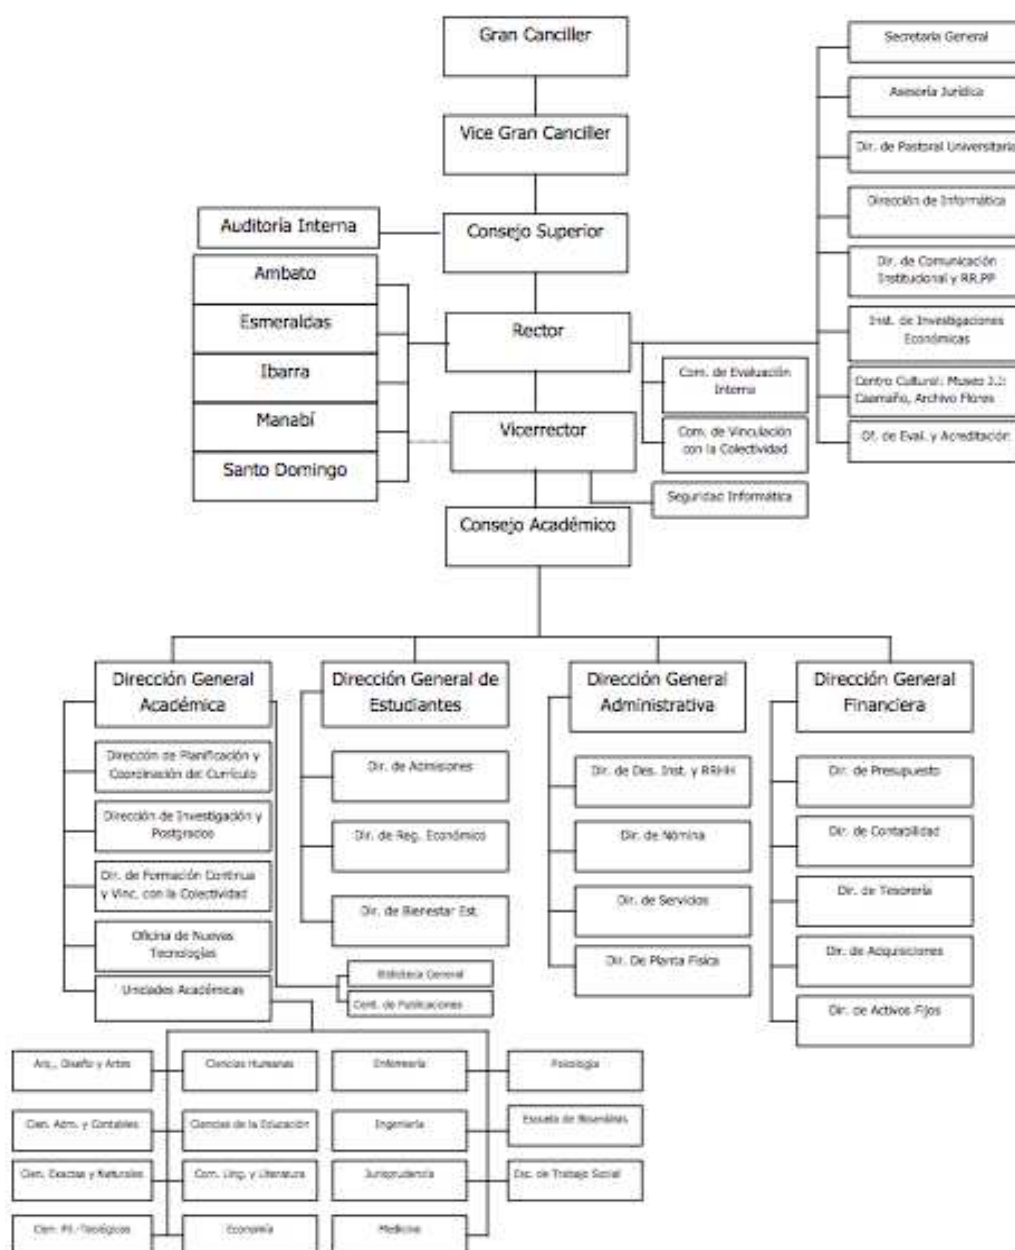 Gran Canciller
Secretaría General
Asesoría Jurídica
Vice Gran Canciller
Dir. de Pastoral Universitaria
Dirección de Informática
Auditoría Interna
Consejo Superior
Ambato
Dir. de Comunicación
Institucional y RR.PP
Esmeraldas
Rector
Inst. de Investigaciones
Económicas
Ibarra
Com. de Evaluación
Interna
Centro Cultural: Museo J.J:
Caamaño, Archivo Flores
Manabí
Vicerrector
Com. de Vinculación
con la Colectividad
Of. de Eval. y Acreditación
Santo Domingo
Seguridad Informática
Consejo Académico
Dirección General
Académica
Dirección General de
Estudiantes
Dirección General
Administrativa
Dirección General
Financiera
Dirección de Planificación y
Coordinación del Currículo
Dir. de Admisiones
Dir. de Des. Inst. y RRHH
Dir. de Presupuesto
Dirección de Investigación y
Postgrados
Dir. de Reg. Económico
Dir. de Nómina
Dir. de Contabilidad
Dir. de Formación Continua
y Vinc. con la Colectividad
Dir. de Bienestar Est.
Dir. de Servicios
Dir. de Tesorería
Oficina de Nuevas
Tecnologías
Dir. De Planta Física
Dir. de Adquisiciones
Unidades Académicas
Biblioteca General
Cent. de Publicaciones
Dir. de Activos Fijos
Arq., Diseño y Artes
Ciencias Humanas
Enfermería
Psicología
Cien. Adm. y Contables
Ciencias de la Educación
Ingeniería
Escuela de Bioanálisis
Cien. Exactas y Naturales
Com. Ling. y Literatura
Jurisprudencia
Esc. de Trabajo Social
Cien. Fil.-Teológicas
Economía
Medicina